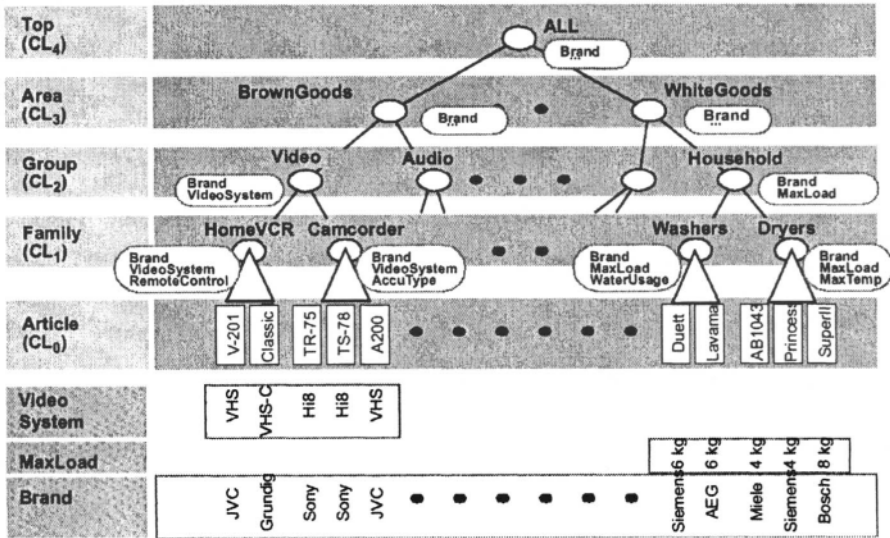 Top
(CL4)
ALL
Brand
...
Area
(CL3)
BrownGoods
Brand
...
WhiteGoods
Brand
...
Group
(CL2)
Video
Brand
VideoSystem
Audio
Household
Brand
MaxLoad
Family
(CL1)
HomeVCR
Brand
VideoSystem
RemoteControl
Camcorder
Brand
VideoSystem
AccuType
Washers
Brand
MaxLoad
WaterUsage
Dryers
Brand
MaxLoad
MaxTemp
Article
(CL0)
V-201
Classic
TR-75
TS-78
A200
Duett
Lavama
AB1043
Princess
SuperII
Video
System
VHS
VHS-C
Hi8
Hi8
VHS
MaxLoad
6 kg
6 kg
4 kg
4 kg
8 kg
Brand
JVC
Grundig
Sony
Sony
JVC
Siemens
AEG
Miele
Siemens
Bosch